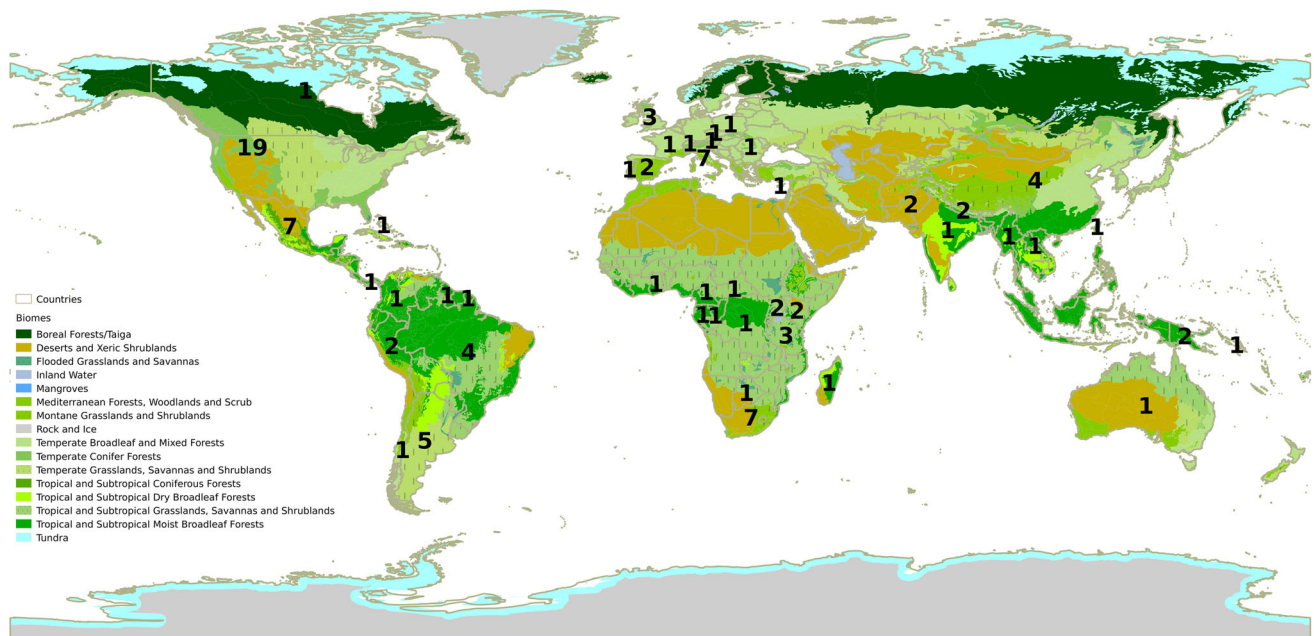 1
3
1
1
1
1
1
1
19
7
1
2
1
4
2
2
1
7
1
1
1
1
1
1
1
1
1
1
1
1
1
2
2
Countries
Biomes
Boreal Forests/Taiga
Deserts and Xeric Shrublands
Flooded Grasslands and Savannas
Inland Water
Mangroves
Mediterranean Forests, Woodlands and Scrub
Montane Grasslands and Shrublands
Rock and Ice
Temperate Broadleaf and Mixed Forests
Temperate Conifer Forests
Temperate Grasslands, Savannas and Shrublands
Tropical and Subtropical Coniferous Forests
Tropical and Subtropical Dry Broadleaf Forests
Tropical and Subtropical Grasslands, Savannas and Shrublands
Tropical and Subtropical Moist Broadleaf Forests
Tundra
1
1
1
3
2
1
2
4
1
1
1
1
7
5
1